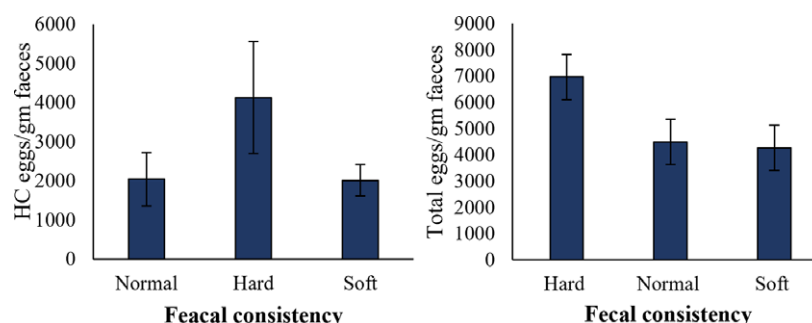 HC eggs/gm faeces
6000
5000
4000
3000
2000
1000
0
Normal Hard Soft
Feacal consistency
Total eggs/gm faeces
9000
8000
7000
6000
5000
4000
3000
2000
1000
0
Hard Normal Soft
Fecal consistency